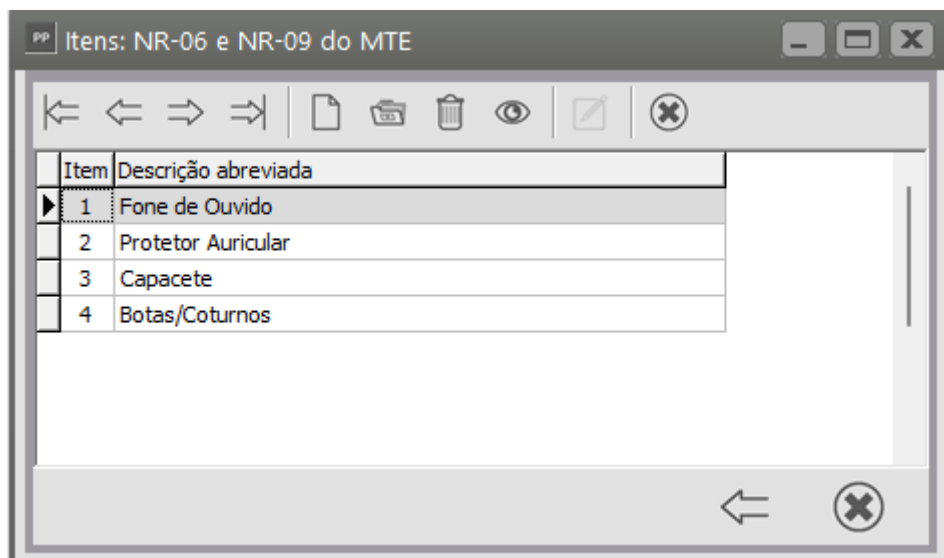 PP Itens: NR-06 e NR-09 do MTE
Item Descrição abreviada
1 Fone de Ouvido
2 Protetor Auricular
3 Capacete
4 Botas/Coturnos